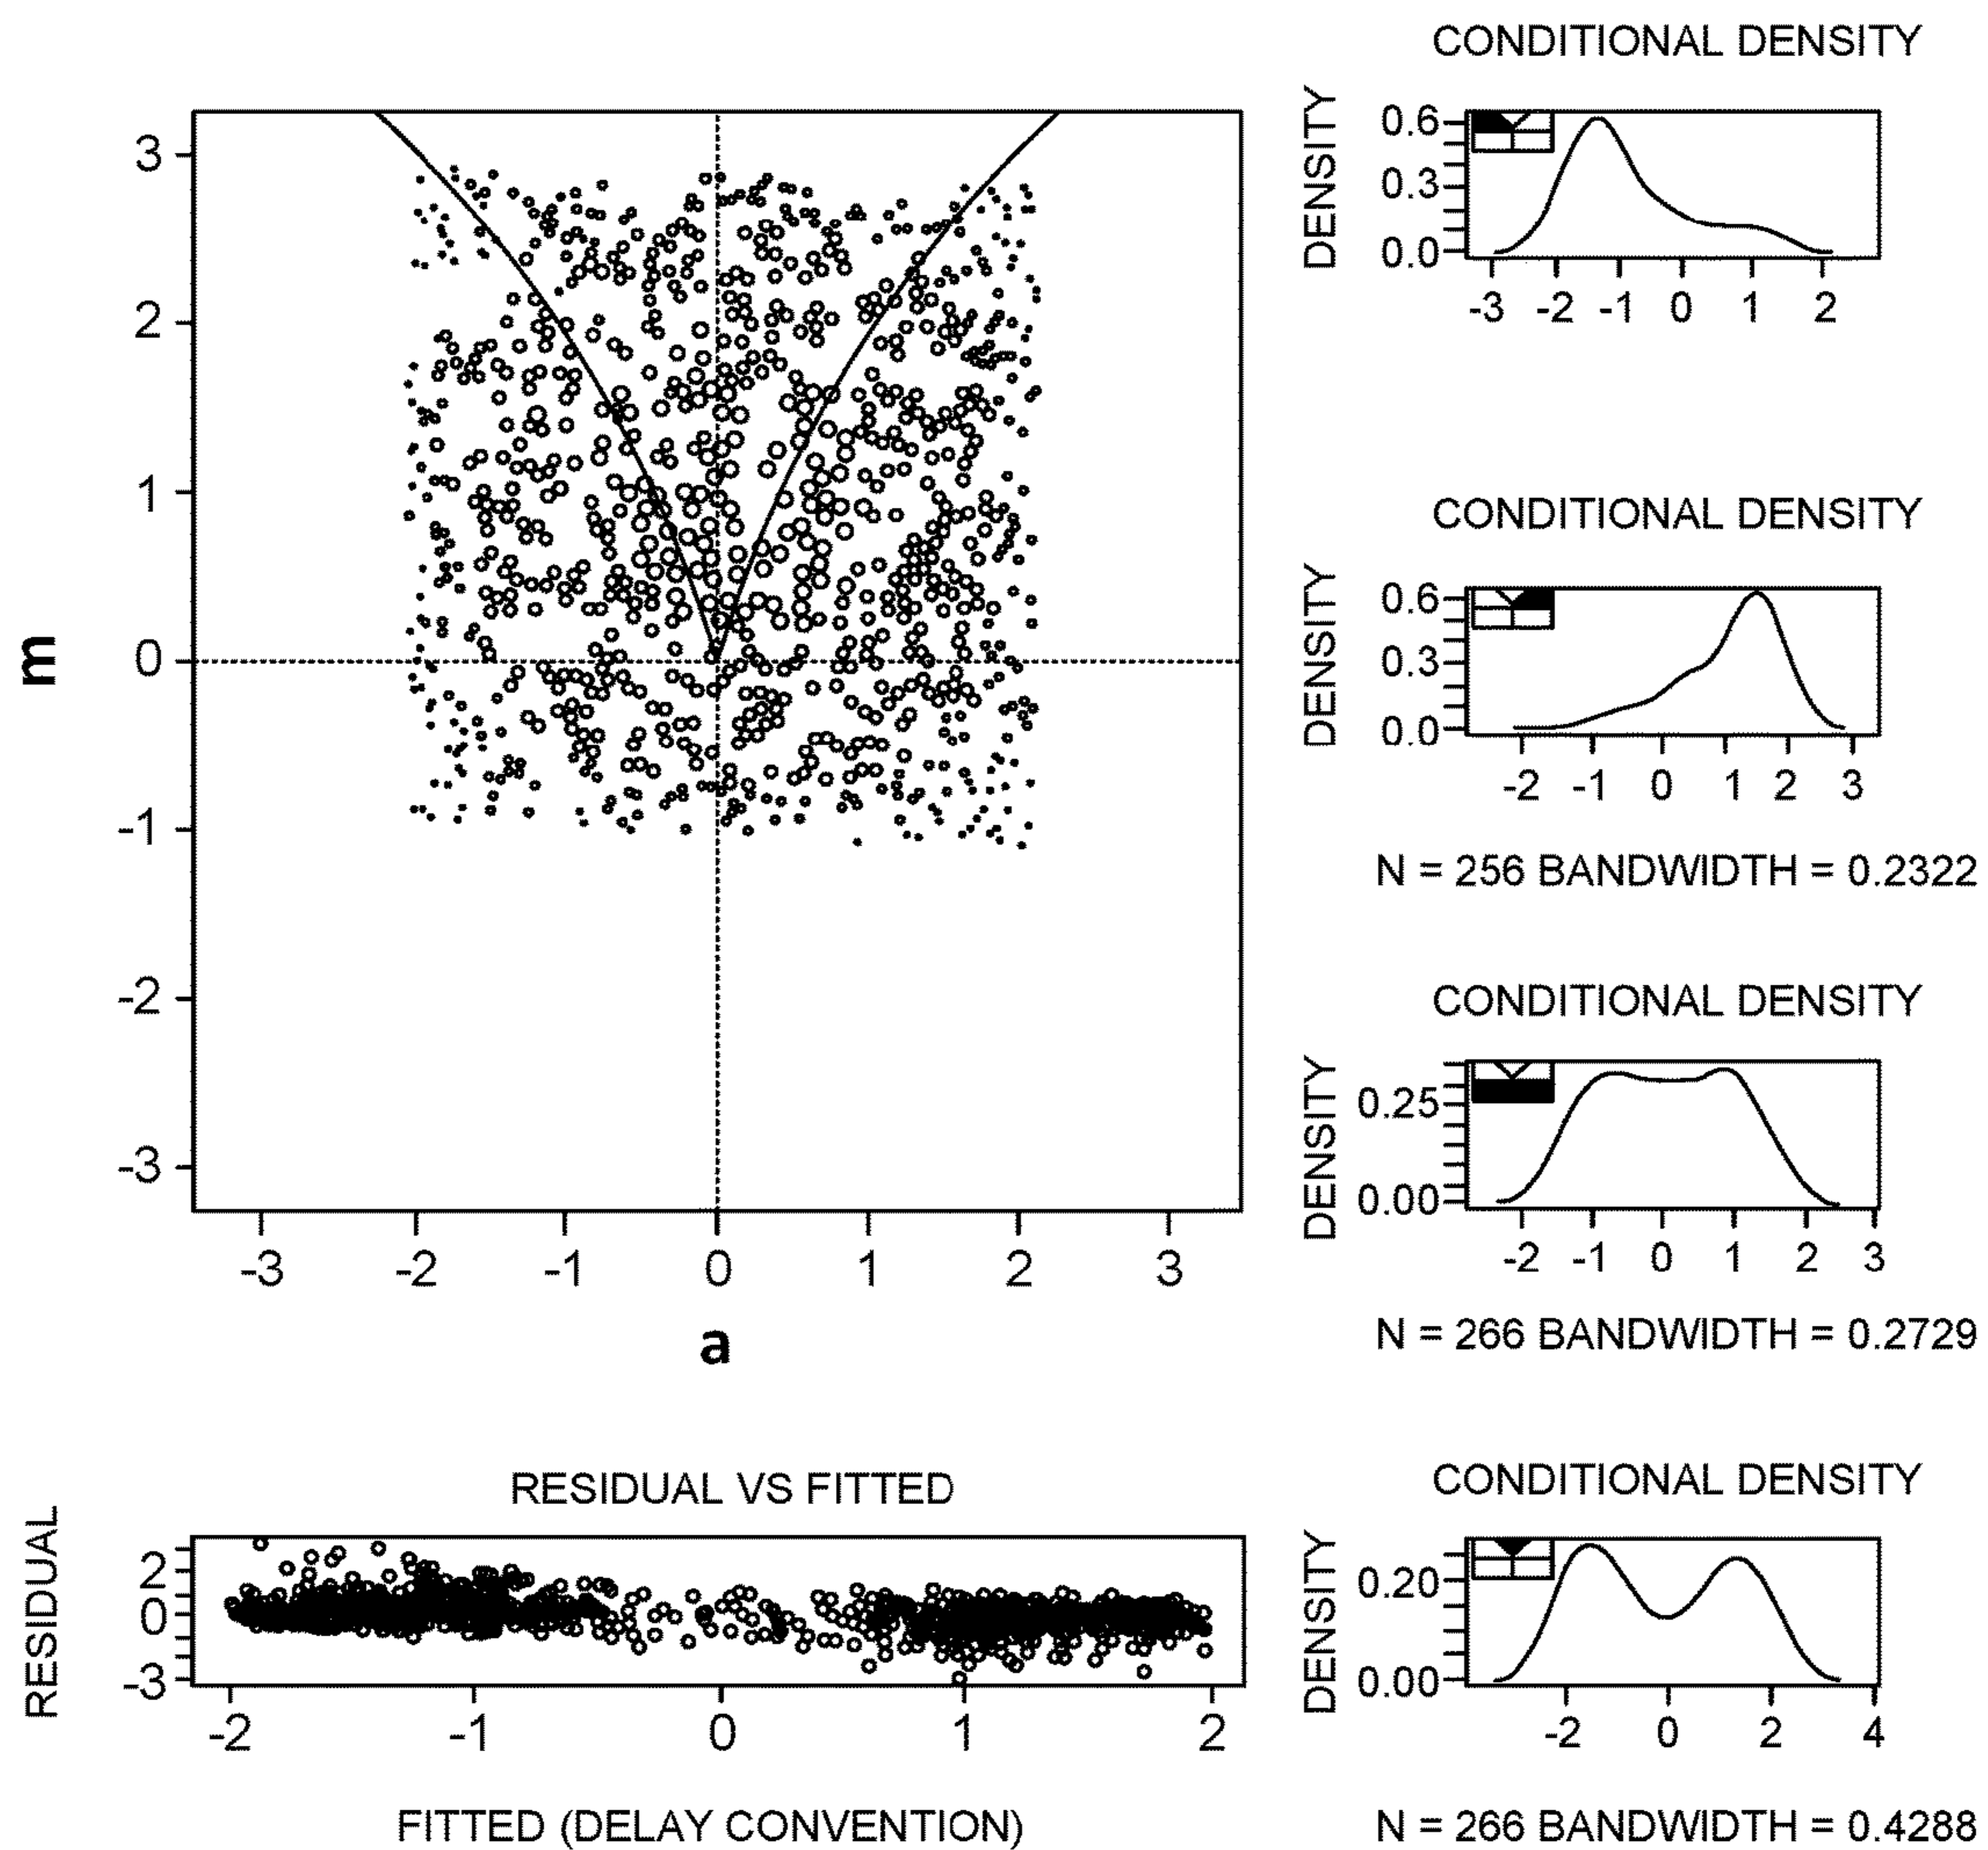 m
3
2
1
0
-1
-2
-3
-3 -2 -1 0 1 2 3
a
RESIDUAL VS FITTED
RESIDUAL
2
0
-3
-2 -1 0 1 2
FITTED (DELAY CONVENTION)
CONDITIONAL DENSITY
DENSITY
0.6
0.3
0.0
-3 -2 -1 0 1 2
CONDITIONAL DENSITY
DENSITY
0.6
0.3
0.0
-2 -1 0 1 2 3
N = 256 BANDWIDTH = 0.2322
CONDITIONAL DENSITY
DENSITY
0.25
0.00
-2 -1 0 1 2 3
N = 266 BANDWIDTH = 0.2729
CONDITIONAL DENSITY
DENSITY
0.20
0.00
-2 0 2 4
N = 266 BANDWIDTH = 0.4288